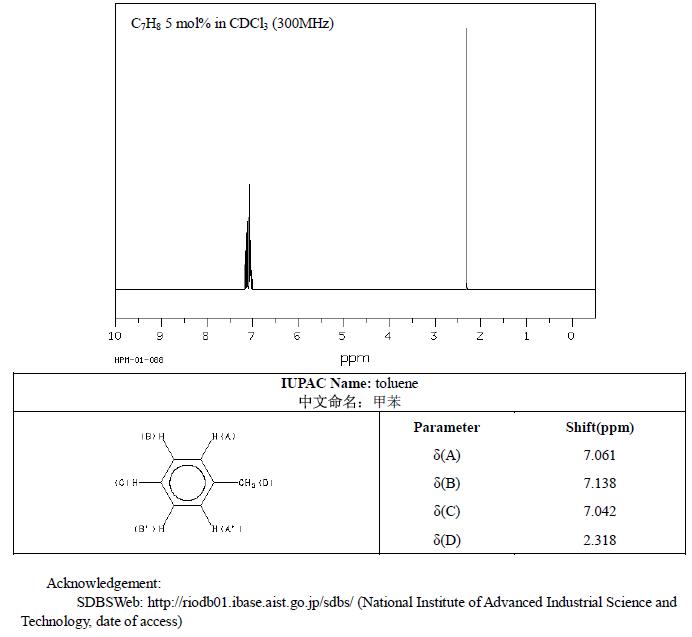 C₇H₈ 5 mol% in CDCl₃ (300MHz)
10 9 8 7 6 5 4 3 2 1 0
HPM-01-086
ppm
IUPAC Name: toluene
中文命名：甲苯
Parameter Shift(ppm)
(B)H H(A)
δ(A) 7.061
(C)H CH₃(D)
δ(B) 7.138
δ(C) 7.042
(B')H H(A')
δ(D) 2.318
Acknowledgement:
SDBSWeb: http://riodb01.ibase.aist.go.jp/sdbs/ (National Institute of Advanced Industrial Science and
Technology, date of access)